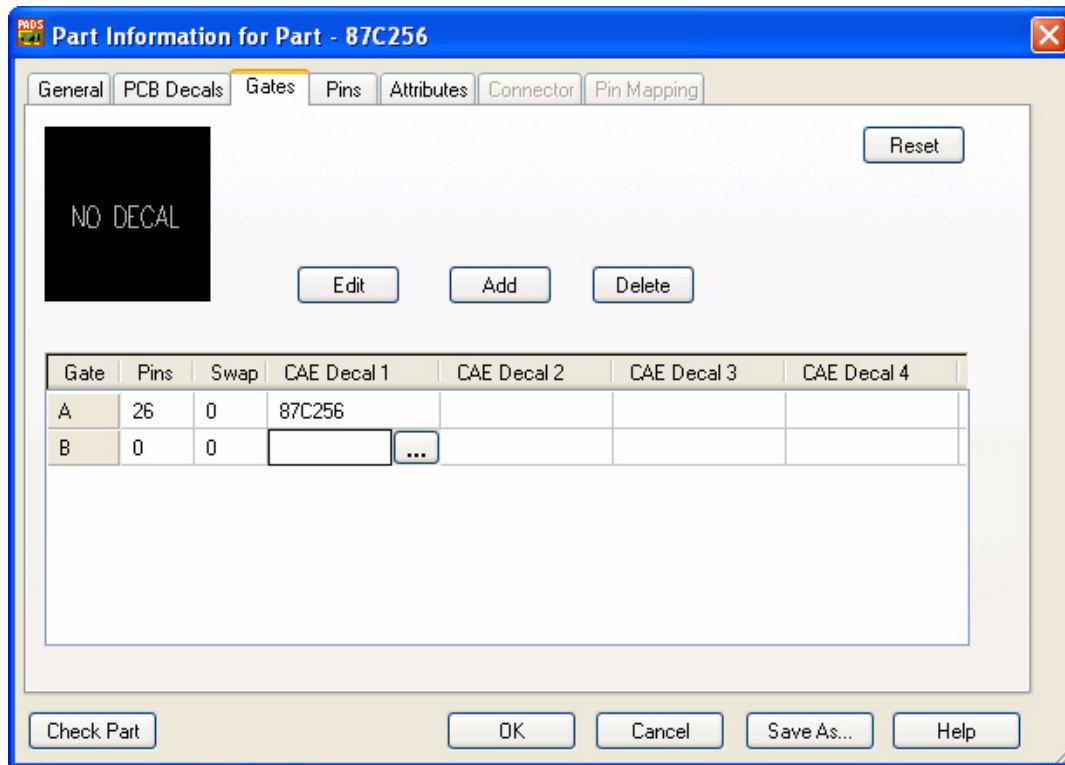 PADS
Part Information for Part - 87C256
General PCB Decals Gates Pins Attributes Connector Pin Mapping
Reset
NO DECAL
Edit Add Delete
Gate Pins Swap CAE Decal 1 CAE Decal 2 CAE Decal 3 CAE Decal 4
A 26 0 87C256
B 0 0 ...
Check Part OK Cancel Save As... Help